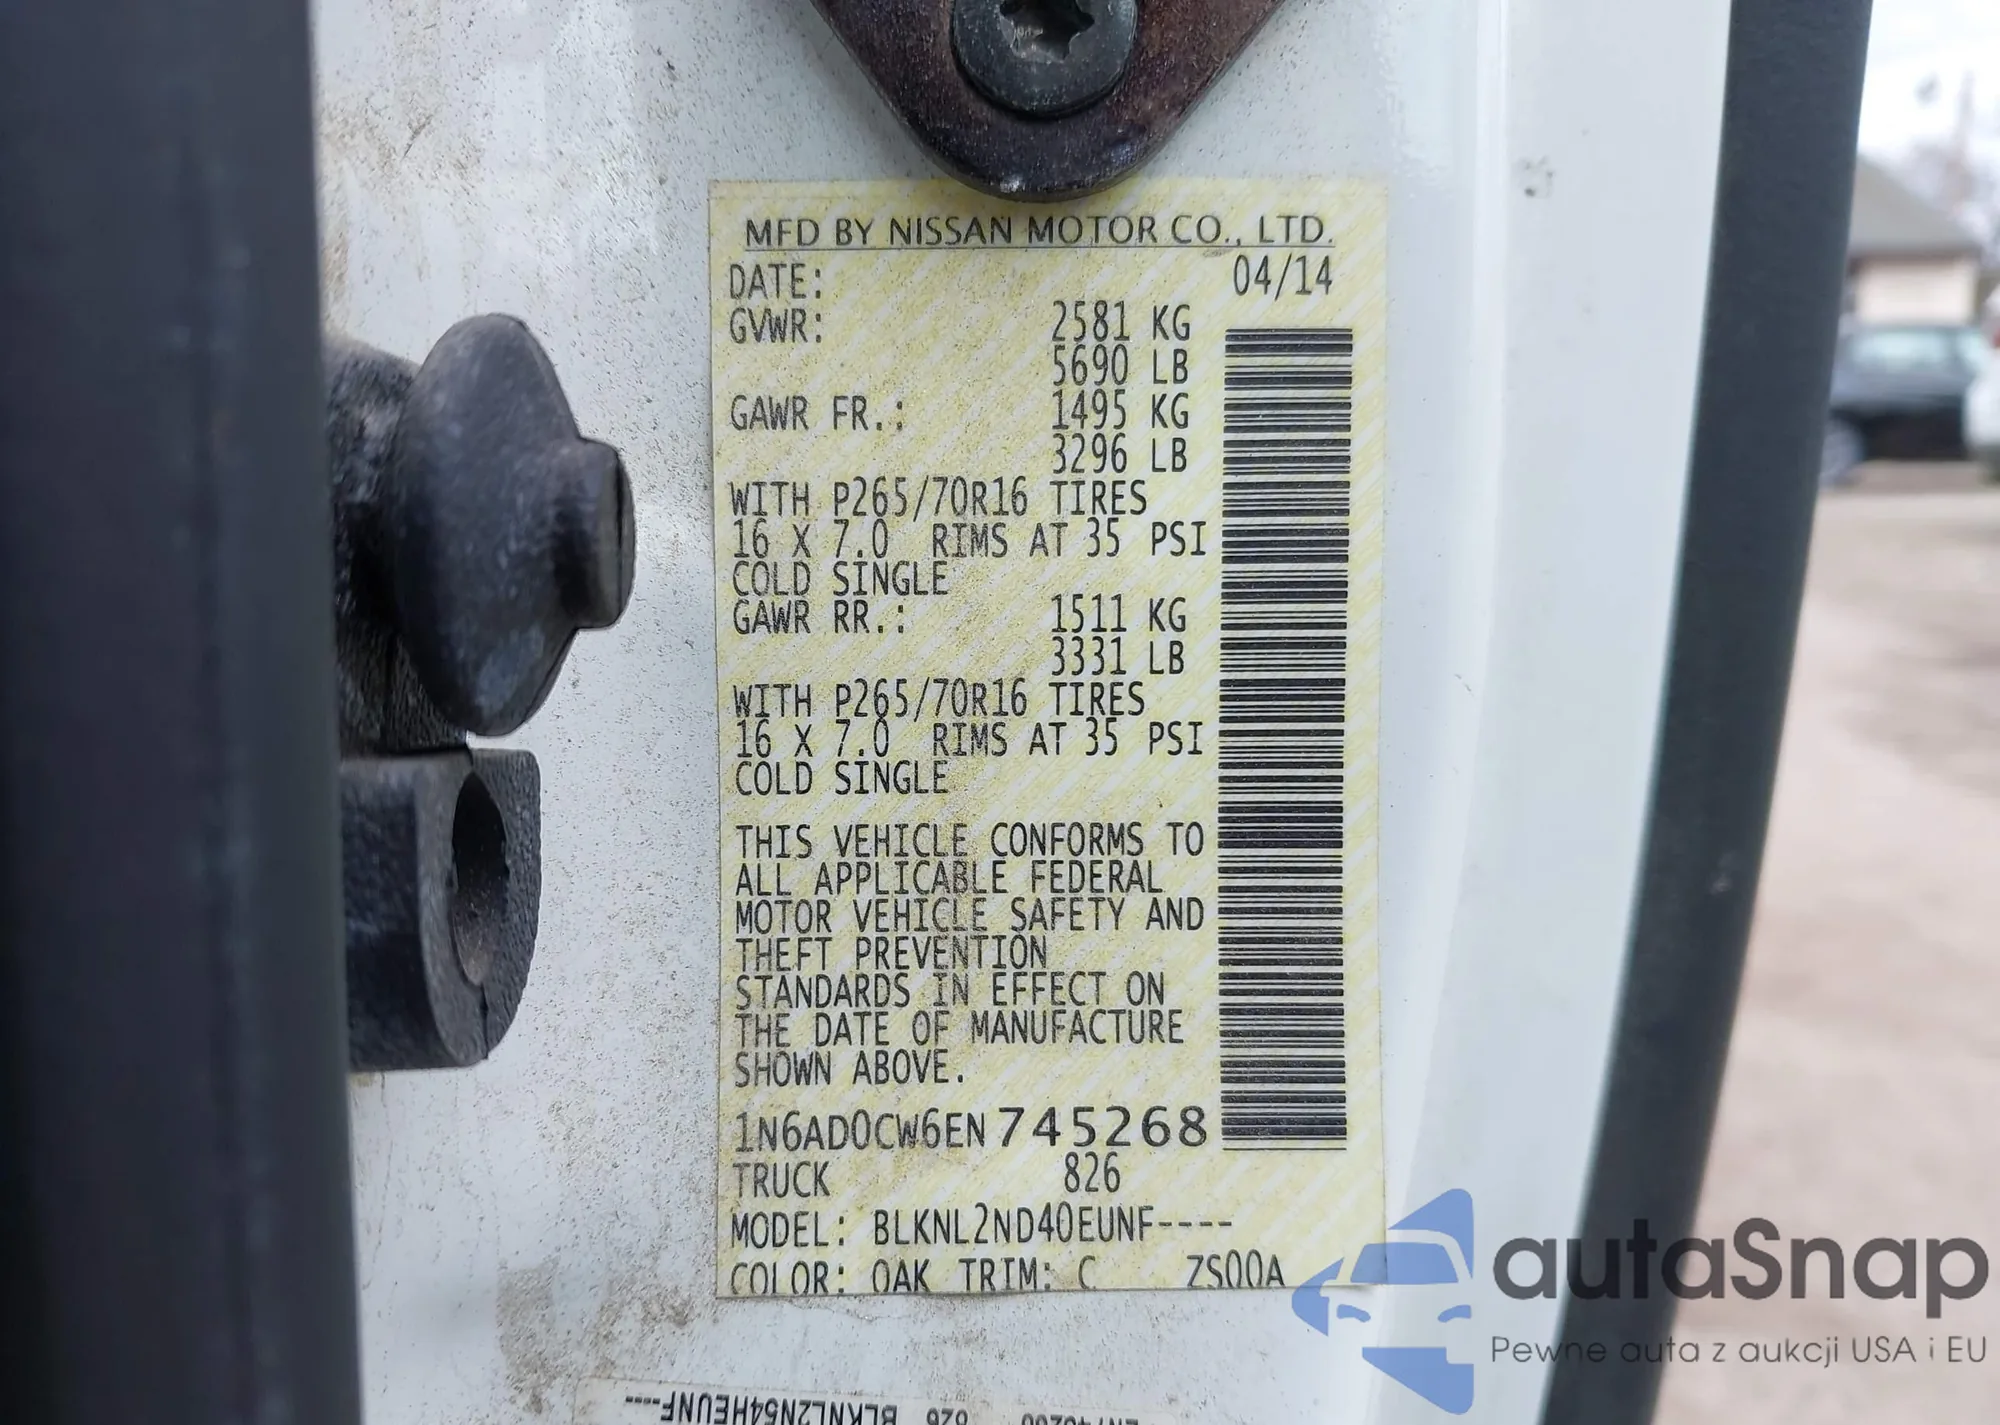 MFD BY NISSAN MOTOR CO., LTD.
DATE: 04/14
GVWR: 2581 KG
5690 LB
GAWR FR.: 1495 KG
3296 LB
WITH P265/70R16 TIRES
16 X 7.0 RIMS AT 35 PSI
COLD SINGLE
GAWR RR.: 1511 KG
3331 LB
WITH P265/70R16 TIRES
16 X 7.0 RIMS AT 35 PSI
COLD SINGLE
THIS VEHICLE CONFORMS TO
ALL APPLICABLE FEDERAL
MOTOR VEHICLE SAFETY AND
THEFT PREVENTION
STANDARDS IN EFFECT ON
THE DATE OF MANUFACTURE
SHOWN ABOVE.
1N6AD0CW6EN745268
TRUCK 826
MODEL: BLKNL2ND40EUNF----
COLOR: QAK TRIM: C ZS00A
autaSnap
Pewne auta z aukcji USA i EU
BLKNL2N64HEUNF----